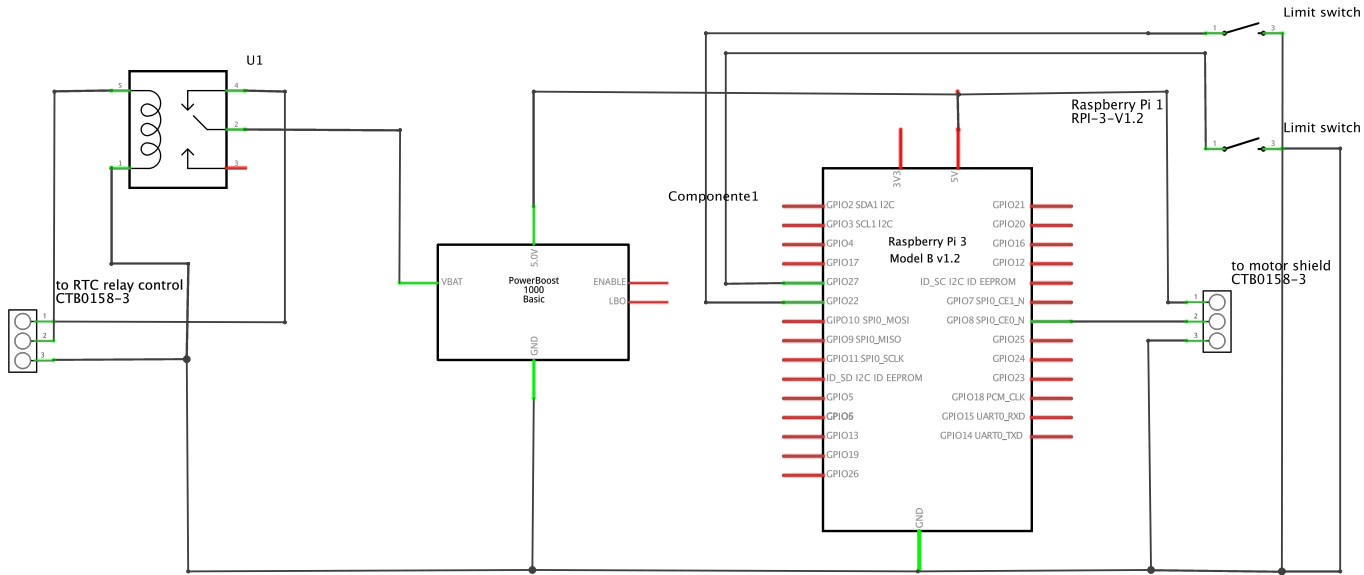 Limit switch
1
3
U1
5
4
2
1
3
Raspberry Pi 1
RPI-3-V1.2
Limit switch
1
3
3V3
5V
Componente1
GPIO2 SDA1 I2C
GPIO21
GPIO3 SCL1 I2C
GPIO20
GPIO4
GPIO16
GPIO17
GPIO12
GPIO27
ID_SC I2C ID EEPROM
GPIO22
GPIO7 SPI0_CE1_N
GIPO10 SPI0_MOSI
GPIO8 SPI0_CE0_N
GPIO9 SPI0_MISO
GPIO25
GPIO11 SPI0_SCLK
GPIO24
ID_SD I2C ID EEPROM
GPIO23
GPIO5
GPIO18 PCM_CLK
GPIO6
GPIO15 UART0_RXD
GPIO13
GPIO14 UART0_TXD
GPIO19
GPIO26
GND
Raspberry Pi 3
Model B v1.2
5.0V
VBAT
PowerBoost
1000
Basic
ENABLE
LBO
GND
to RTC relay control
CTB0158-3
1
2
3
to motor shield
CTB0158-3
1
2
3